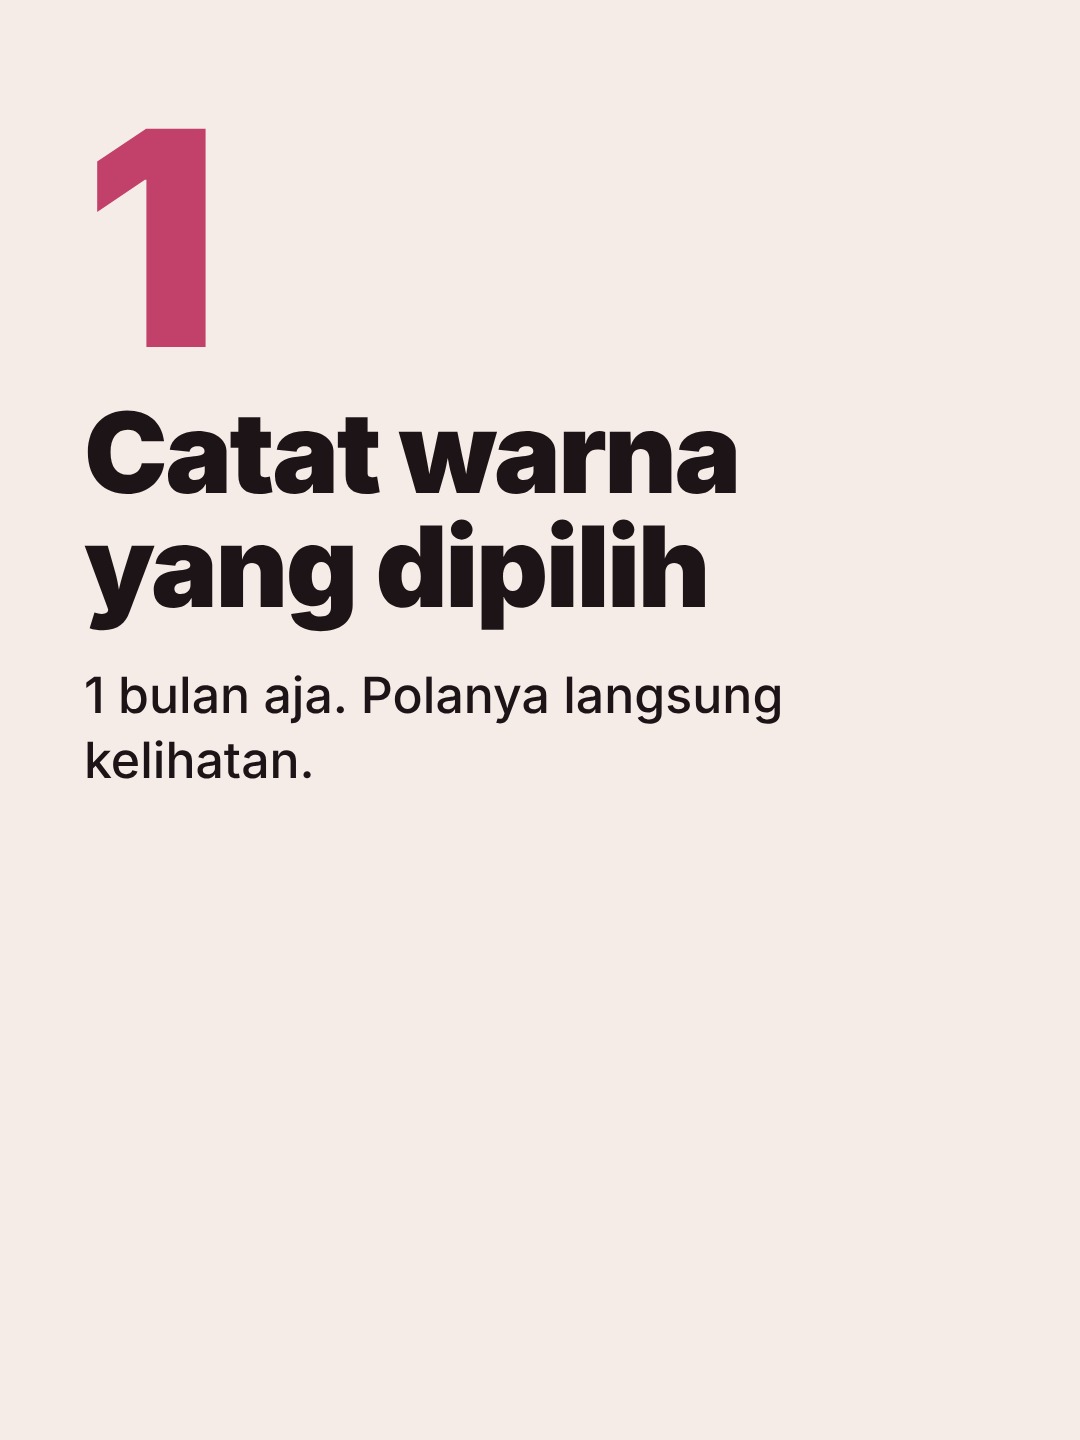 1
Catat warna
yang dipilih
1 bulan aja. Polanya langsung
kelihatan.